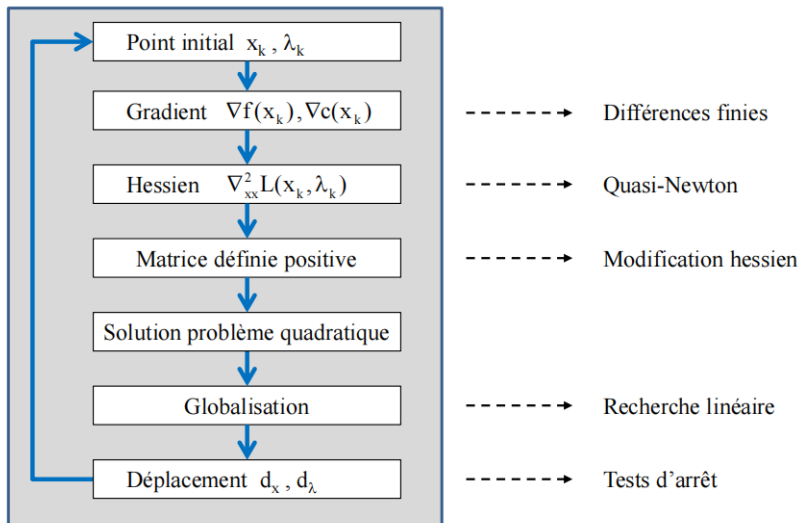 Point initial x_k , λ_k
Gradient ∇f(x_k),∇c(x_k) Différences finies
Hessien ∇²_xx L(x_k,λ_k) Quasi-Newton
Matrice définie positive Modification hessien
Solution problème quadratique
Globalisation Recherche linéaire
Déplacement d_x , d_λ Tests d'arrêt